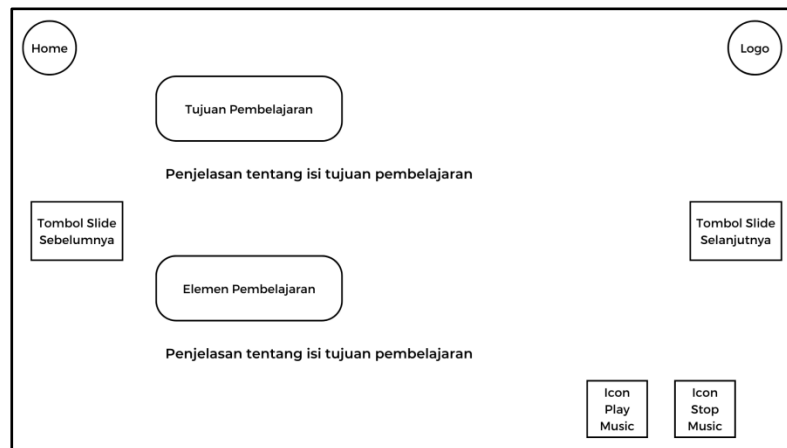 Home
Logo
Tujuan Pembelajaran
Penjelasan tentang isi tujuan pembelajaran
Tombol Slide
Sebelumnya
Tombol Slide
Selanjutnya
Elemen Pembelajaran
Penjelasan tentang isi tujuan pembelajaran
Icon
Play
Music
Icon
Stop
Music